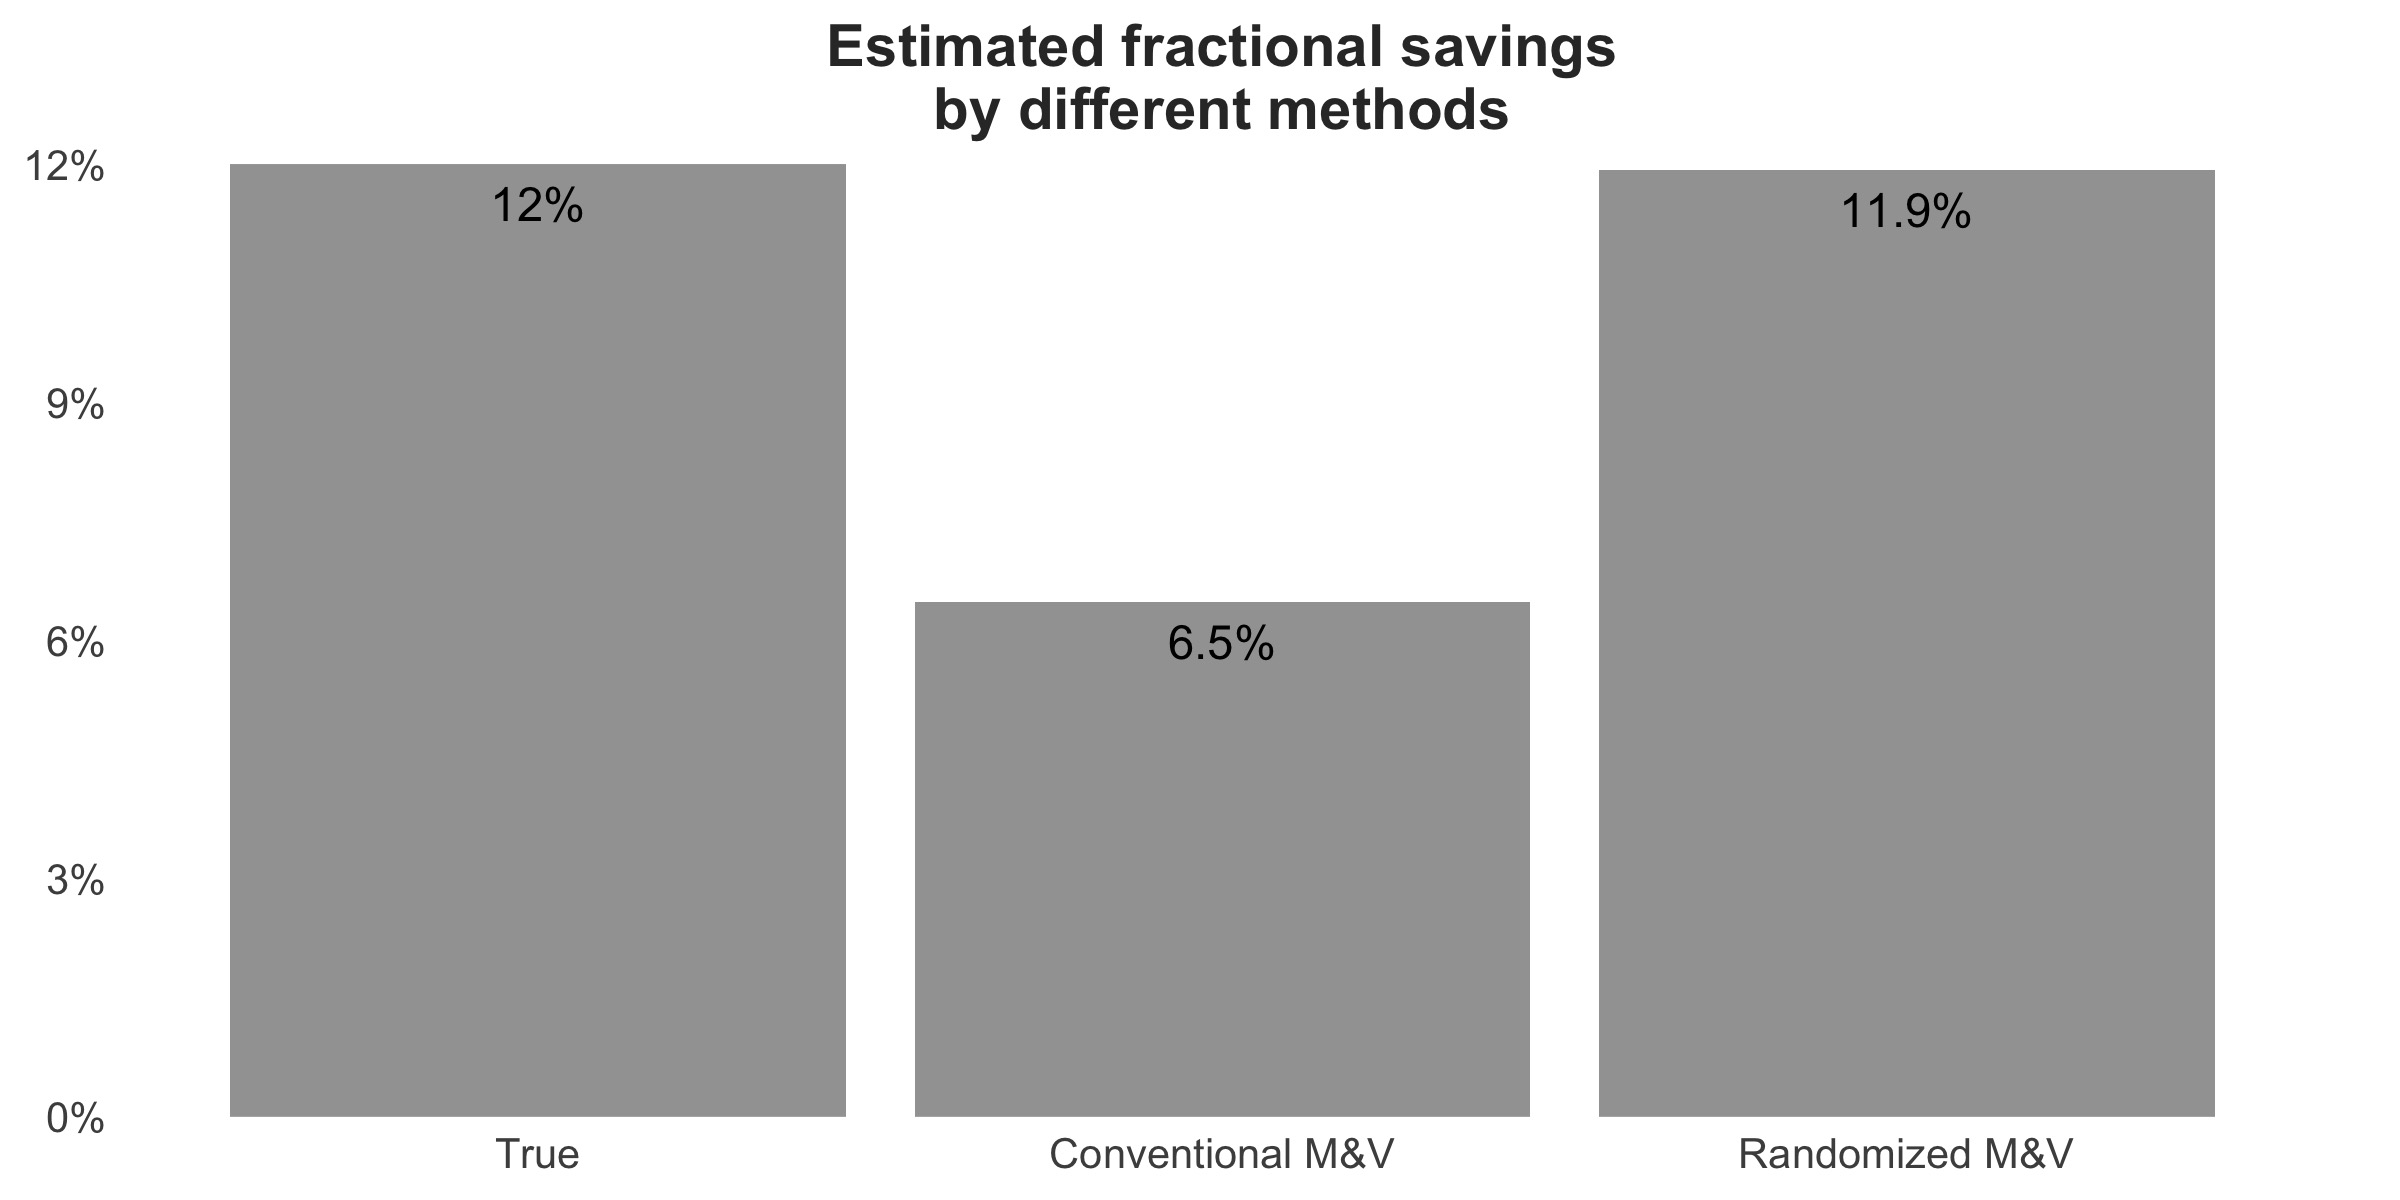 Estimated fractional savings
by different methods
12%
9%
6%
3%
0%
12%
6.5%
11.9%
True
Conventional M&V
Randomized M&V